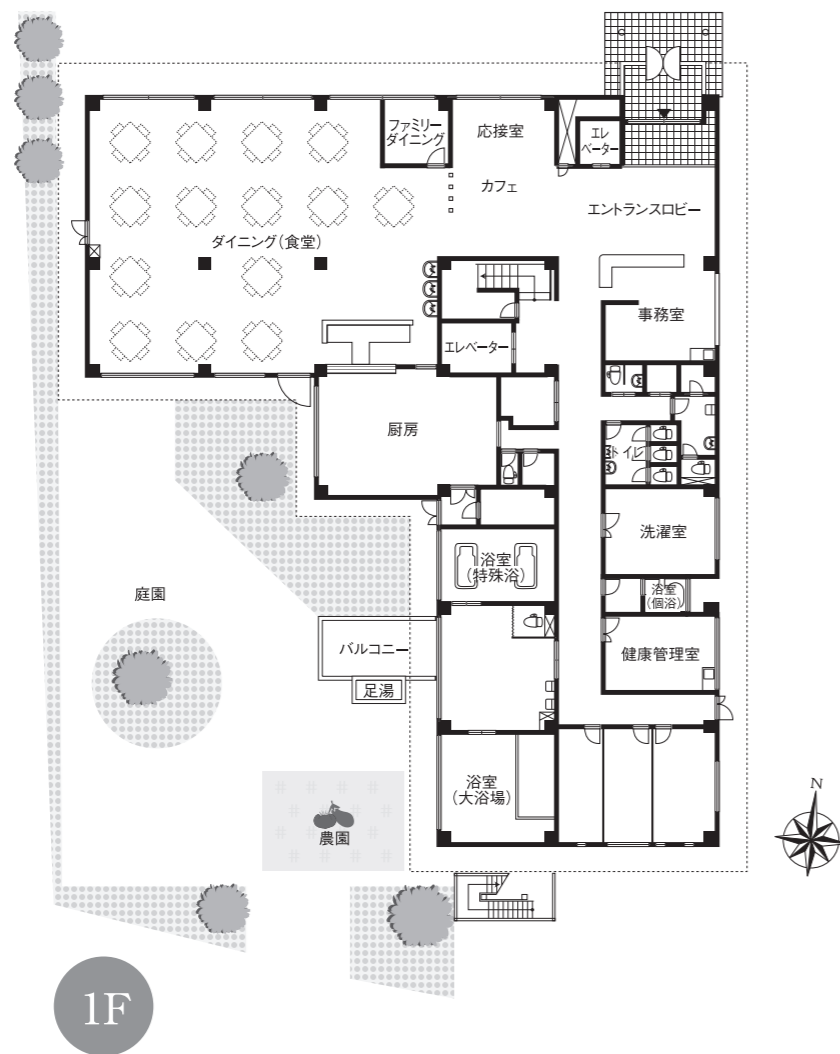 ファミリー
ダイニング
応接室
エレ
ベーター
カフェ
エントランスロビー
ダイニング(食堂)
事務室
エレベーター
厨房
トイレ
洗濯室
浴室
(特殊浴)
浴室
(個浴)
庭園
バルコニー
健康管理室
足湯
浴室
(大浴場)
N
農園
1F